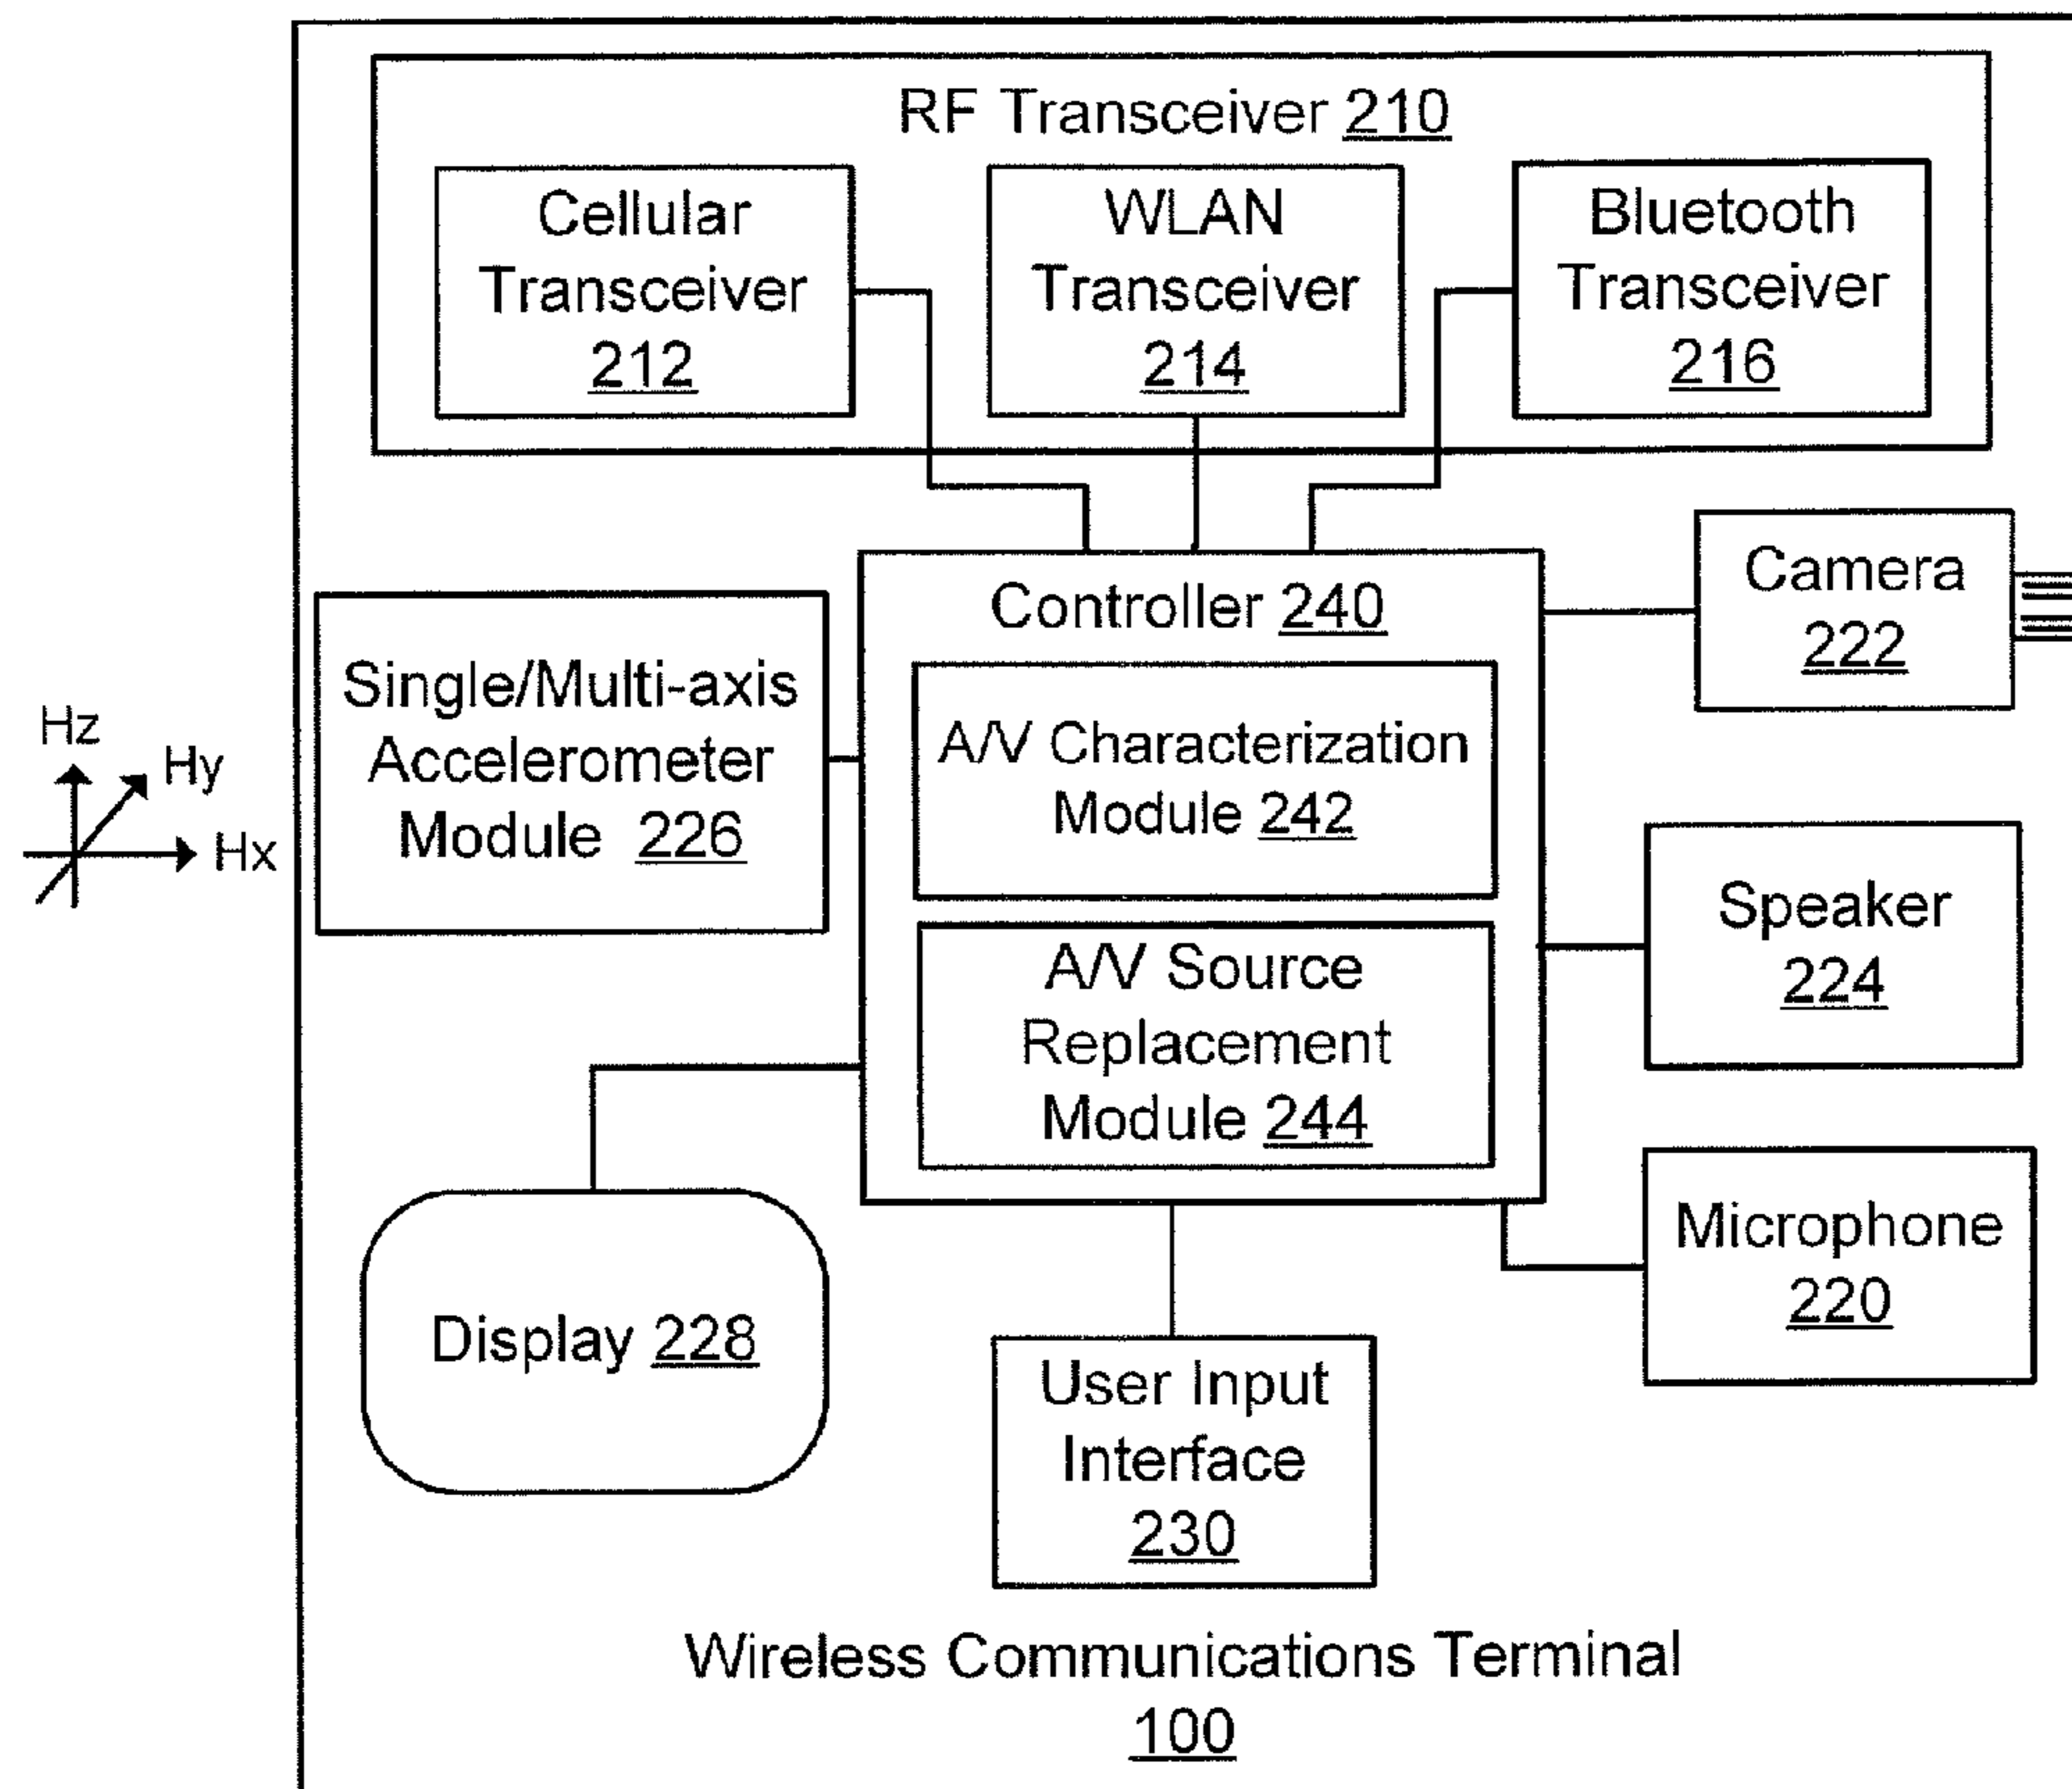 RF Transceiver 210
Cellular
Transceiver
212
WLAN
Transceiver
214
Bluetooth
Transceiver
216
Camera
222
Controller 240
Single/Multi-axis
Accelerometer
Module 226
Hz
Hy
Hx
A/V Characterization
Module 242
Speaker
224
A/V Source
Replacement
Module 244
Microphone
220
Display 228
User Input
Interface
230
Wireless Communications Terminal
100